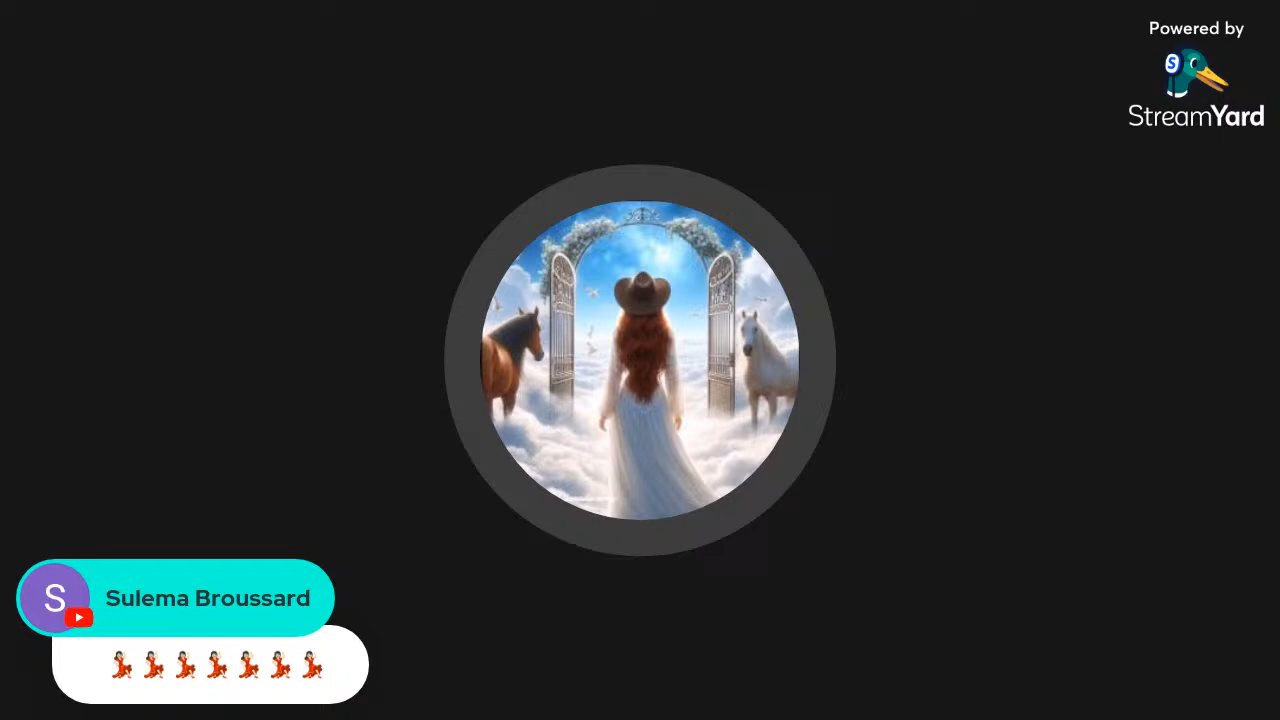 Powered by
S
StreamYard
S
Sulema Broussard
💃🏻💃🏻💃🏻💃🏻💃🏻💃🏻💃🏻